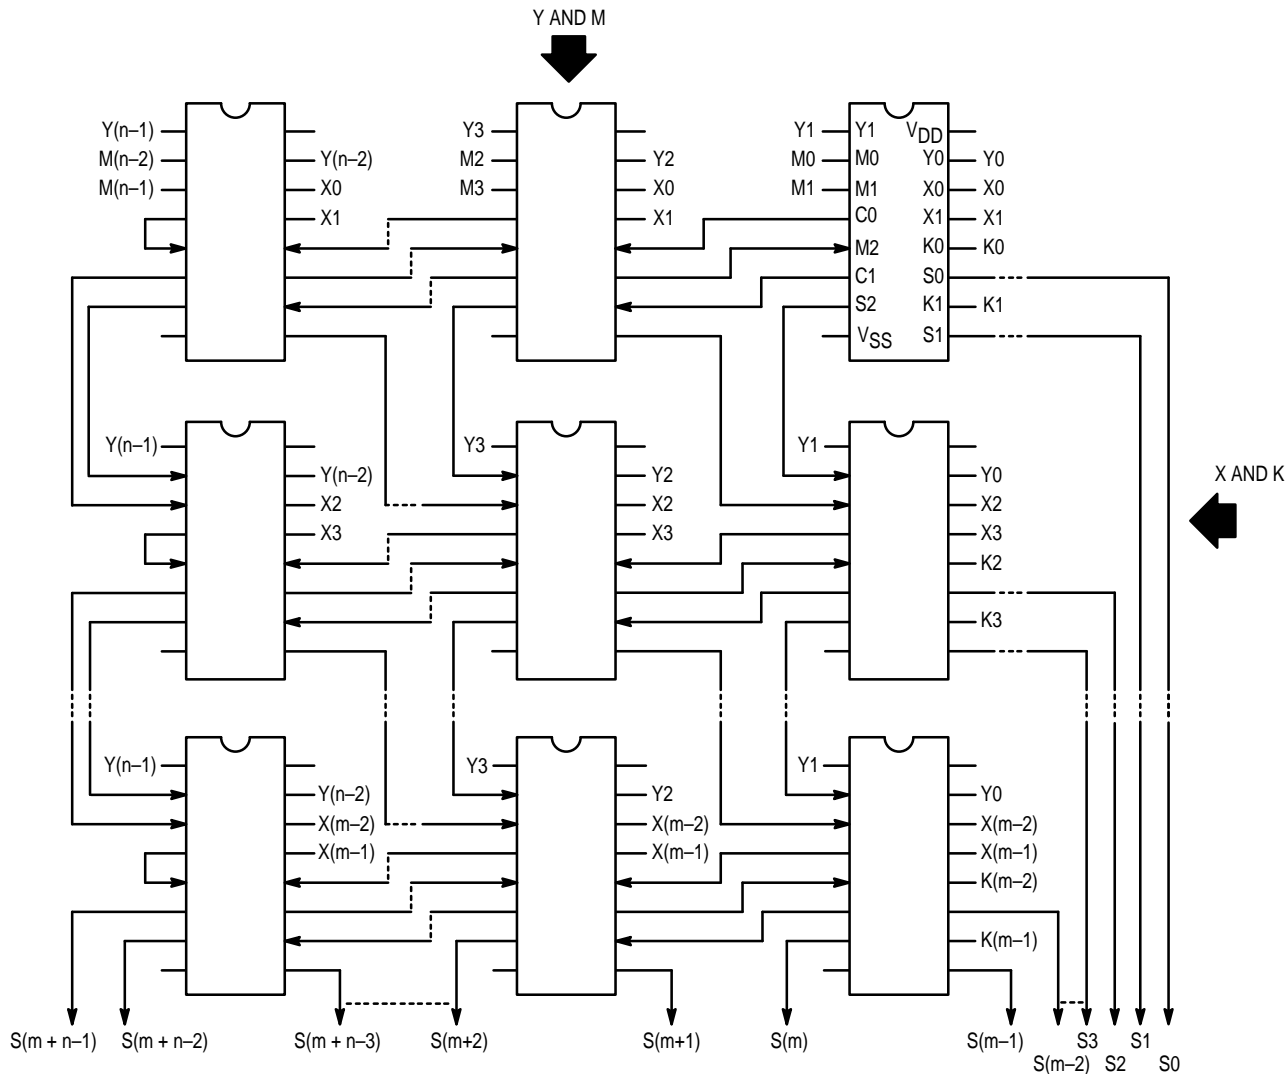 Y AND M
Y(n–1)
M(n–2)
M(n–1)
Y(n–2)
X0
X1
Y3
M2
M3
Y2
X0
X1
Y1
M0
M1
Y1
M0
M1
C0
M2
C1
S2
VSS
VDD
Y0
X0
X1
K0
S0
K1
S1
Y0
X0
X1
K0
K1
X AND K
Y(n–1)
Y(n–2)
X2
X3
Y3
Y2
X2
X3
Y1
Y0
X2
X3
K2
K3
Y(n–1)
Y(n–2)
X(m–2)
X(m–1)
Y3
Y2
X(m–2)
X(m–1)
Y1
Y0
X(m–2)
X(m–1)
K(m–2)
K(m–1)
S(m + n–1)
S(m + n–2)
S(m + n–3)
S(m+2)
S(m+1)
S(m)
S(m–1)
S3
S1
S(m–2)
S2
S0